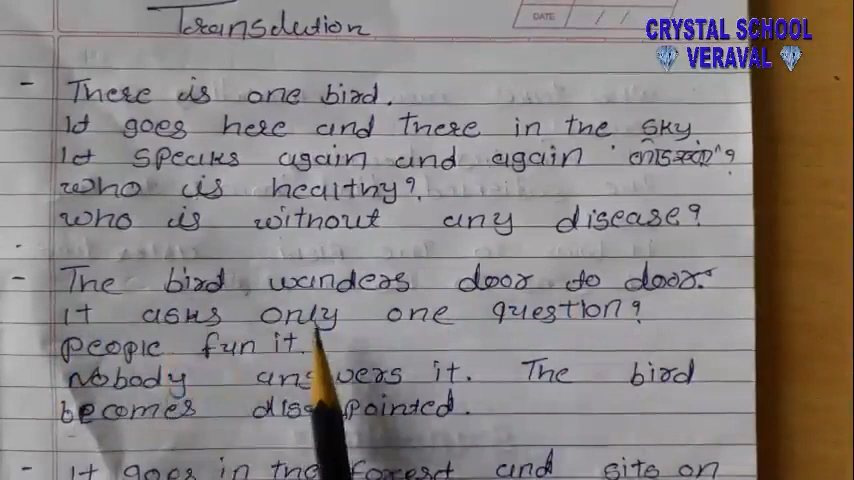 Translation
DATE / /
CRYSTAL SCHOOL
VERAVAL
- There is one bird.
It goes here and there in the sky
It speaks again and again ' ?
who is healthy?
who is without any disease?
- The bird wanders door to door.
it asks only one question?
people fun it.
Nobody answers it. The bird
becomes disappointed.
- it goes in the forest and sits on